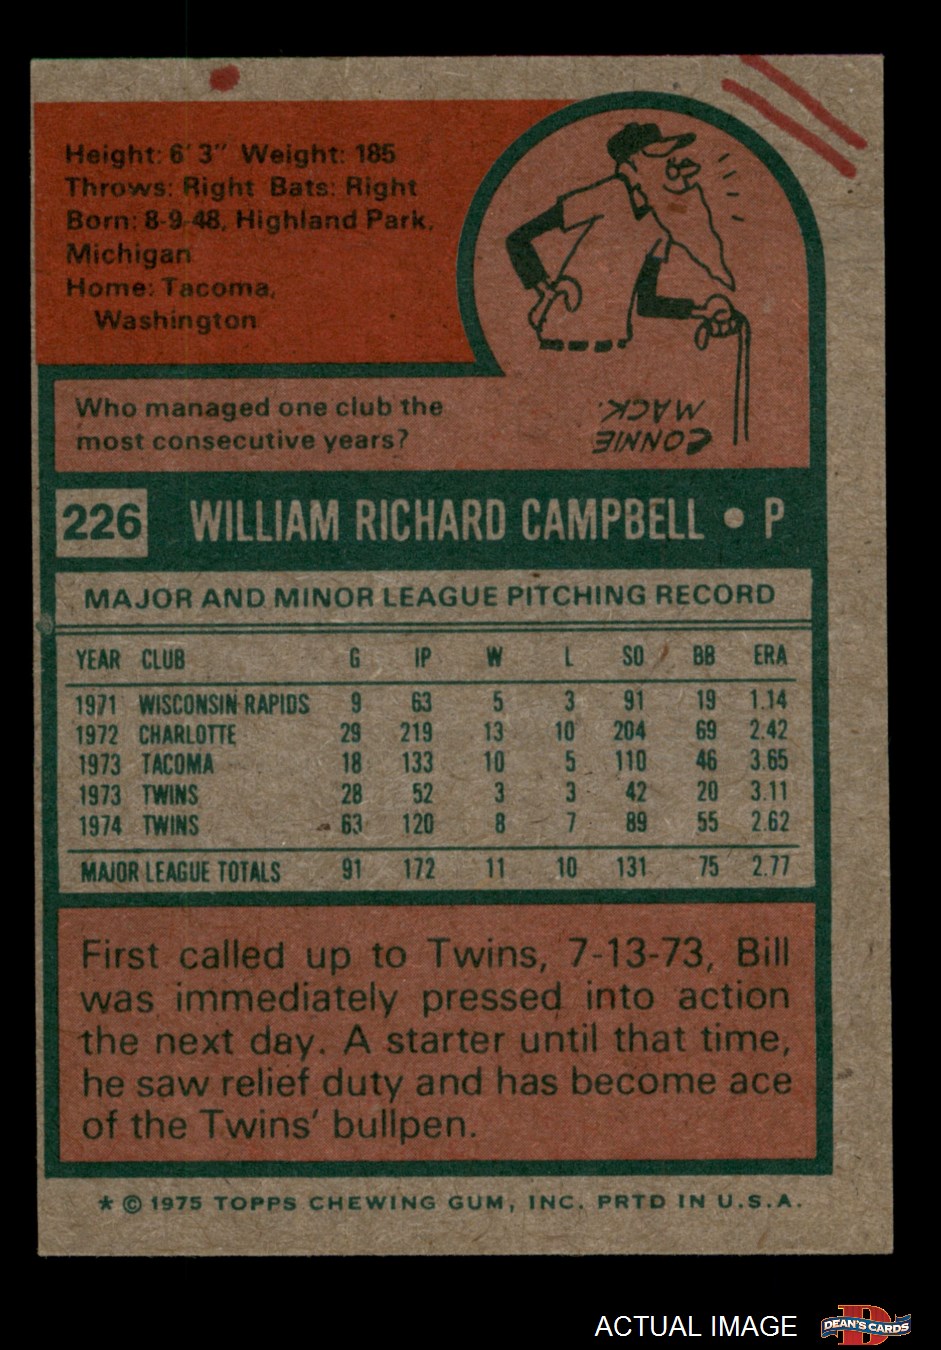 Height: 6' 3" Weight: 185
Throws: Right Bats: Right
Born: 8-9-48, Highland Park,
Michigan
Home: Tacoma,
Washington
Who managed one club the
most consecutive years?
CONNIE
MACK.
226 WILLIAM RICHARD CAMPBELL • P
MAJOR AND MINOR LEAGUE PITCHING RECORD
YEAR CLUB G IP W L SO BB ERA
1971 WISCONSIN RAPIDS 9 63 5 3 91 19 1.14
1972 CHARLOTTE 29 219 13 10 204 69 2.42
1973 TACOMA 18 133 10 5 110 46 3.65
1973 TWINS 28 52 3 3 42 20 3.11
1974 TWINS 63 120 8 7 89 55 2.62
MAJOR LEAGUE TOTALS 91 172 11 10 131 75 2.77
First called up to Twins, 7-13-73, Bill
was immediately pressed into action
the next day. A starter until that time,
he saw relief duty and has become ace
of the Twins' bullpen.
* © 1975 TOPPS CHEWING GUM, INC. PRTD IN U.S.A.
ACTUAL IMAGE
D
DEAN'S CARDS